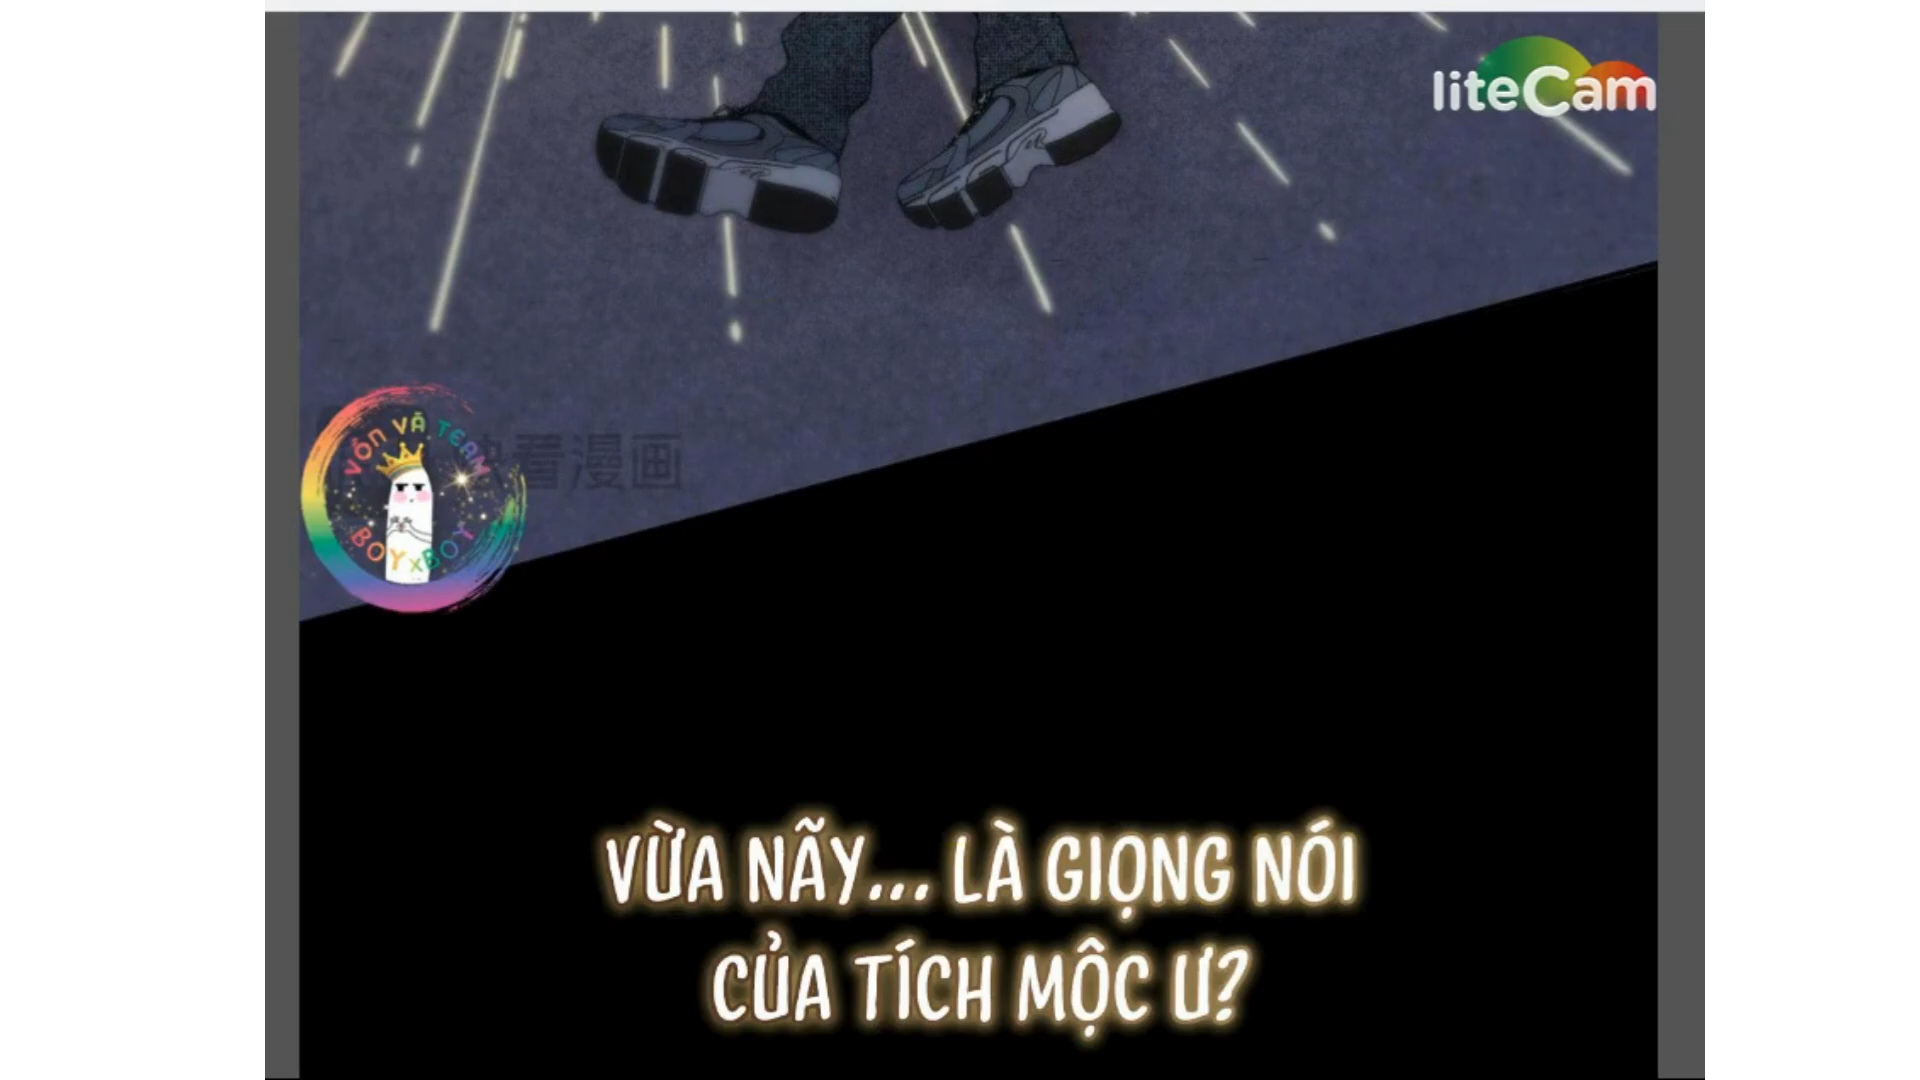 liteCam
VỐN VÃ TEAM
看漫画
BOY x BOY
VỪA NÃY... LÀ GIỌNG NÓI
CỦA TÍCH MỘC Ư?